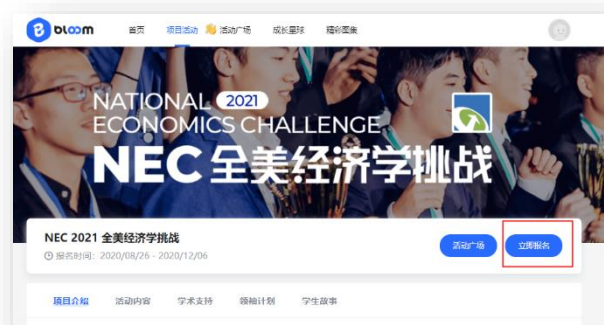 bloom
首页 项目活动 活动广场 成长星球 精彩图集
NATIONAL 2021
ECONOMICS CHALLENGE
NEC 全美经济学挑战
NEC 2021 全美经济学挑战
报名时间：2020/08/26 - 2020/12/06
活动广场 立即报名
项目介绍 活动内容 学术支持 领袖计划 学生故事